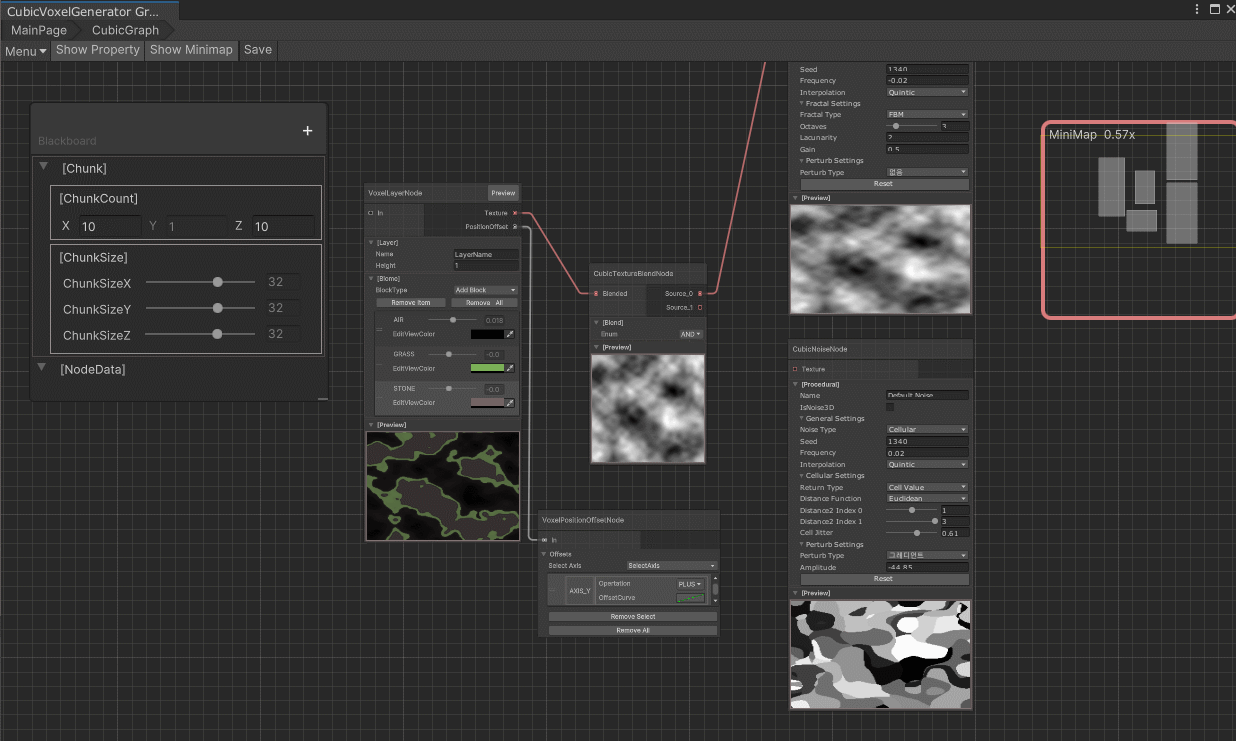 CubicVoxelGenerator Gr...
MainPage
CubicGraph
Menu
Show Property
Show Minimap
Save
Blackboard
+
[Chunk]
[ChunkCount]
X 10 Y 1 Z 10
[ChunkSize]
ChunkSizeX 32
ChunkSizeY 32
ChunkSizeZ 32
[NodeData]
VoxelLayerNode Preview
In Texture
PositionOffset
[Layer]
Name LayerName
Height 1
[Biome]
BlockType Add Block
Remove Item Remove All
AIR 0.018
EditViewColor
GRASS -0.0
EditViewColor
STONE -0.0
EditViewColor
[Preview]
CubicTextureBlendNode
Blended Source_0
Source_1
[Blend]
Enum AND
[Preview]
VoxelPositionOffsetNode
In
Offsets
Select Axis SelectAxis
AXIS_Y
Opertation PLUS
OffsetCurve
Remove Select
Remove All
Seed 1340
Frequency -0.02
Interpolation Quintic
Fractal Settings
Fractal Type FBM
Octaves 3
Lacunarity 2
Gain 0.5
Perturb Settings
Perturb Type 없음
Reset
[Preview]
CubicNoiseNode
Texture
[Procedural]
Name Default Noise
IsNoise3D
General Settings
Noise Type Cellular
Seed 1340
Frequency 0.02
Interpolation Quintic
Cellular Settings
Return Type Cell Value
Distance Function Euclidean
Distance2 Index 0 1
Distance2 Index 1 3
Cell Jitter 0.61
Perturb Settings
Perturb Type 그레디언트
Amplitude -44.85
Reset
[Preview]
MiniMap 0.57x